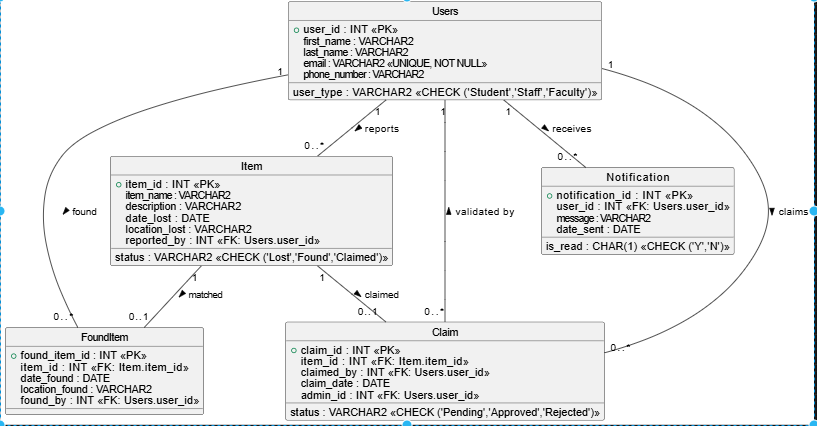 Users
user_id : INT «PK»
first_name : VARCHAR2
last_name : VARCHAR2
email : VARCHAR2 «UNIQUE, NOT NULL»
phone_number : VARCHAR2
user_type : VARCHAR2 «CHECK ('Student','Staff','Faculty')»
1
1
1
1
1
reports
receives
0..*
0..*
Item
item_id : INT «PK»
item_name : VARCHAR2
description : VARCHAR2
date_lost : DATE
location_lost : VARCHAR2
reported_by : INT «FK: Users.user_id»
status : VARCHAR2 «CHECK ('Lost','Found','Claimed')»
Notification
notification_id : INT «PK»
user_id : INT «FK: Users.user_id»
message : VARCHAR2
date_sent : DATE
is_read : CHAR(1) «CHECK ('Y','N')»
found
validated by
claims
1
1
matched
claimed
0..*
0..1
0..1
0..*
0..*
FoundItem
found_item_id : INT «PK»
item_id : INT «FK: Item.item_id»
date_found : DATE
location_found : VARCHAR2
found_by : INT «FK: Users.user_id»
Claim
claim_id : INT «PK»
item_id : INT «FK: Item.item_id»
claimed_by : INT «FK: Users.user_id»
claim_date : DATE
admin_id : INT «FK: Users.user_id»
status : VARCHAR2 «CHECK ('Pending','Approved','Rejected')»